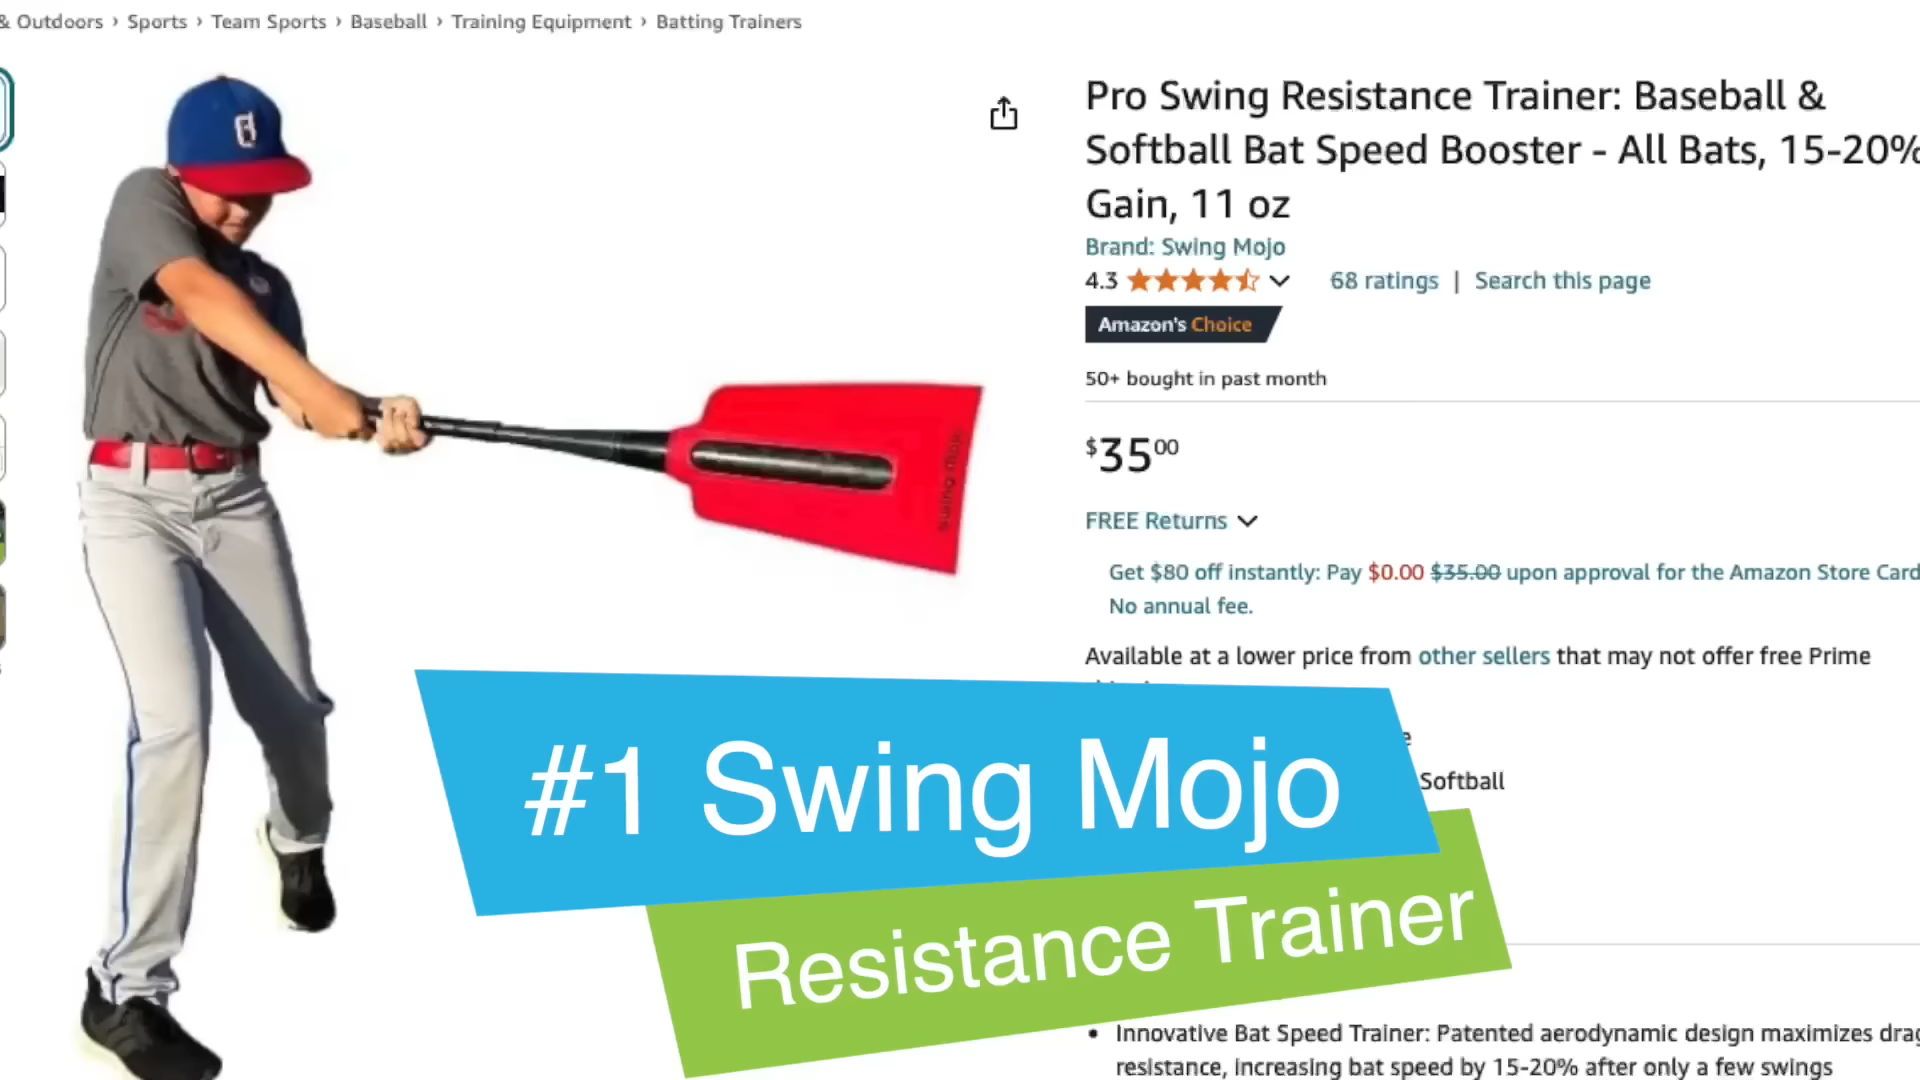 & Outdoors › Sports › Team Sports › Baseball › Training Equipment › Batting Trainers
Pro Swing Resistance Trainer: Baseball &
Softball Bat Speed Booster - All Bats, 15-20%
Gain, 11 oz
Brand: Swing Mojo
4.3
68 ratings | Search this page
Amazon's Choice
50+ bought in past month
$3500
FREE Returns
Get $80 off instantly: Pay $0.00 $35.00 upon approval for the Amazon Store Card
No annual fee.
Available at a lower price from other sellers that may not offer free Prime
Softball
swing mojo
#1 Swing Mojo
Resistance Trainer
• Innovative Bat Speed Trainer: Patented aerodynamic design maximizes drag
resistance, increasing bat speed by 15-20% after only a few swings